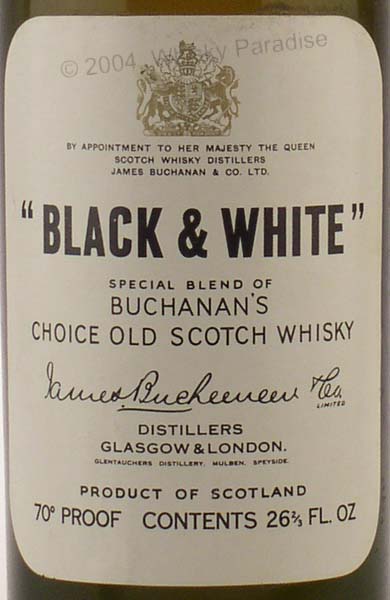 © 2004, Whisky Paradise
BY APPOINTMENT TO HER MAJESTY THE QUEEN
SCOTCH WHISKY DISTILLERS
JAMES BUCHANAN & CO. LTD.
"BLACK & WHITE"
SPECIAL BLEND OF
BUCHANAN'S
CHOICE OLD SCOTCH WHISKY
James Buchanan & Co.
LIMITED
DISTILLERS
GLASGOW & LONDON.
GLENTAUCHERS DISTILLERY, MULBEN, SPEYSIDE.
PRODUCT OF SCOTLAND
70° PROOF CONTENTS 26⅔ FL. OZ